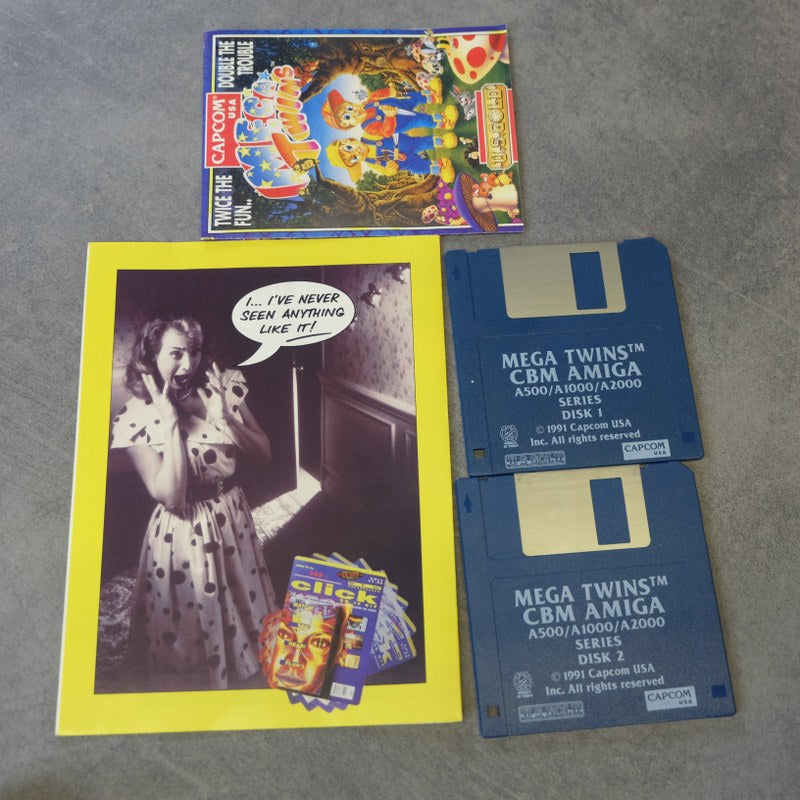 DOUBLE THE
TROUBLE
CAPCOM
USA
MEGA
TWINS
TWICE THE
FUN..
U.S. GOLD
I... I'VE NEVER
SEEN ANYTHING
LIKE IT!
click
MEGA TWINS™
CBM AMIGA
A500/A1000/A2000
SERIES
DISK 1
© 1991 Capcom USA
Inc. All rights reserved
U.S. GOLD
CAPCOM
USA
MEGA TWINS™
CBM AMIGA
A500/A1000/A2000
SERIES
DISK 2
© 1991 Capcom USA
Inc. All rights reserved
U.S. GOLD
CAPCOM
USA